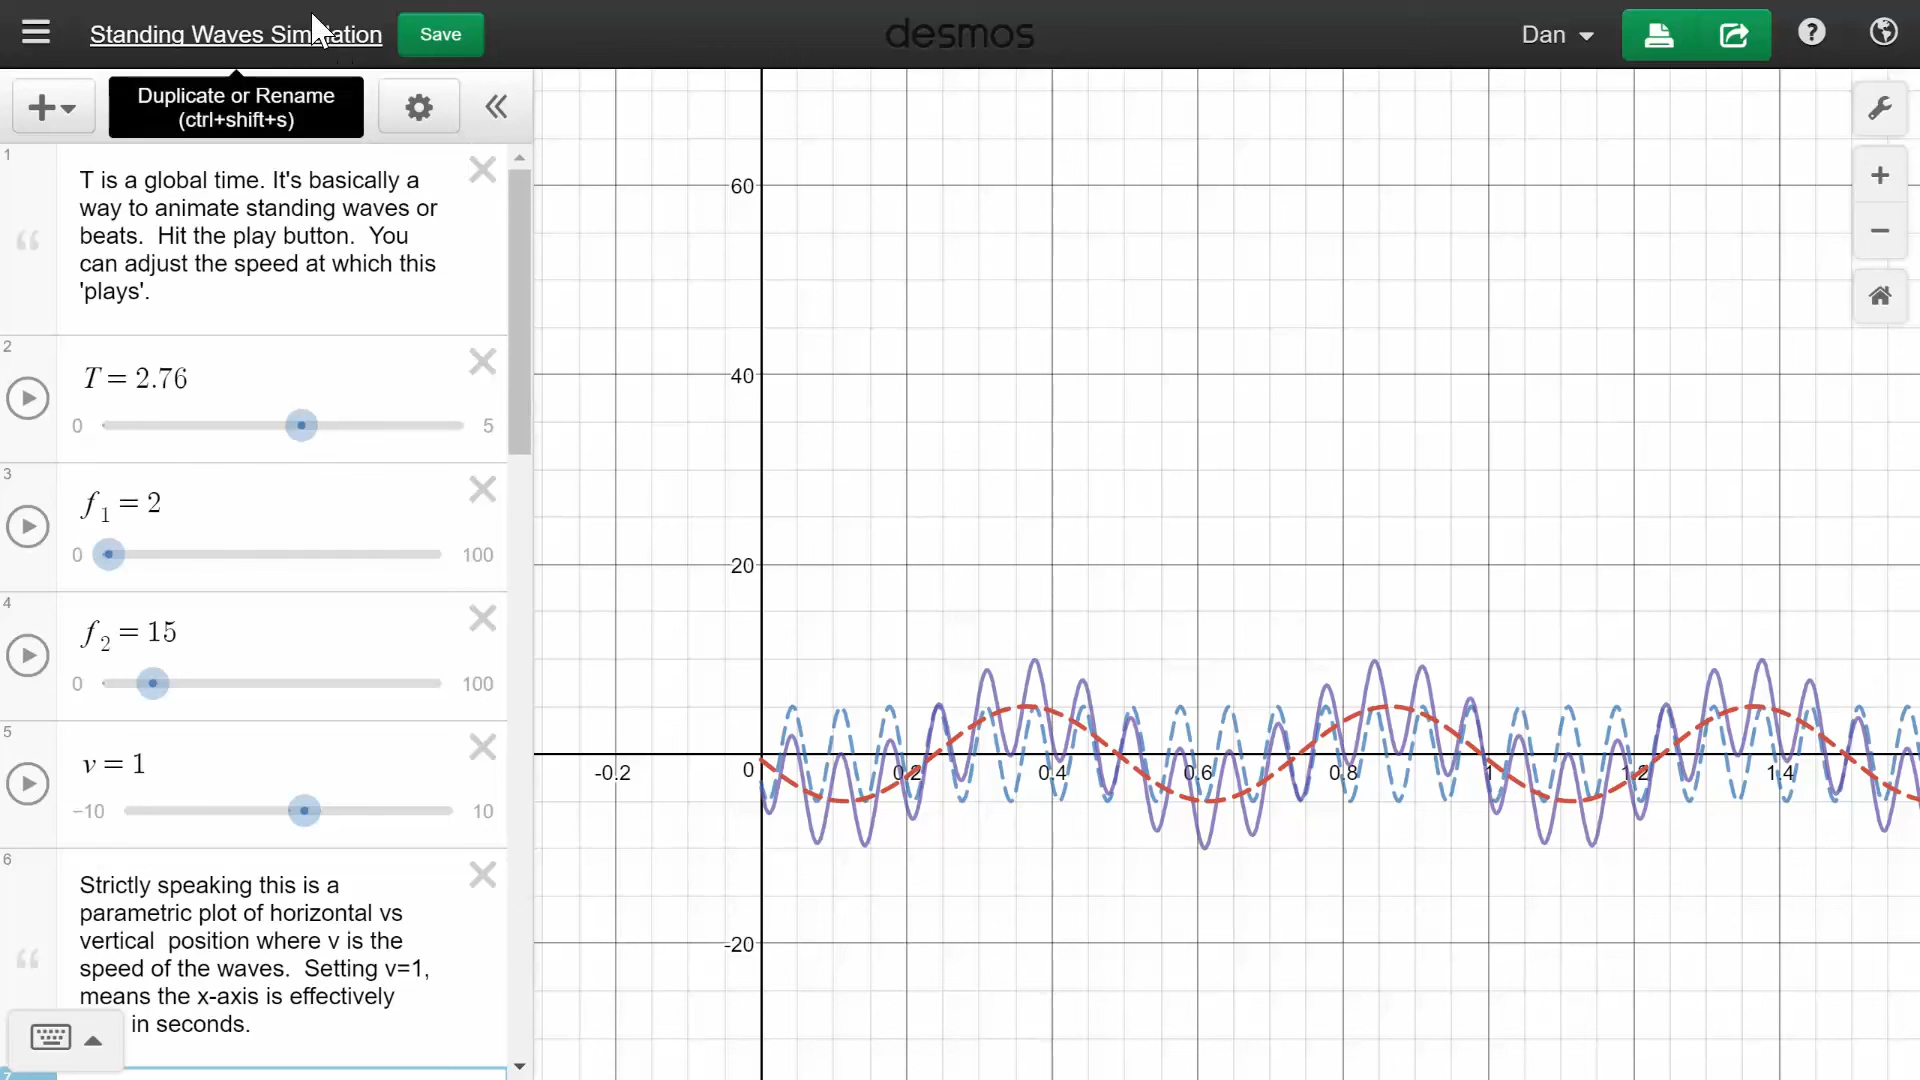 Standing Waves Simulation
Save
desmos
Dan
Duplicate or Rename
(ctrl+shift+s)
1
T is a global time. It's basically a
way to animate standing waves or
beats. Hit the play button. You
can adjust the speed at which this
'plays'.
2
T = 2.76
0
5
3
f1 = 2
0
100
4
f2 = 15
0
100
5
v = 1
−10
10
6
Strictly speaking this is a
parametric plot of horizontal vs
vertical position where v is the
speed of the waves. Setting v=1,
means the x-axis is effectively
in seconds.
7
60
40
20
-0.2
0
0.2
0.4
0.6
0.8
1
1.2
1.4
-20